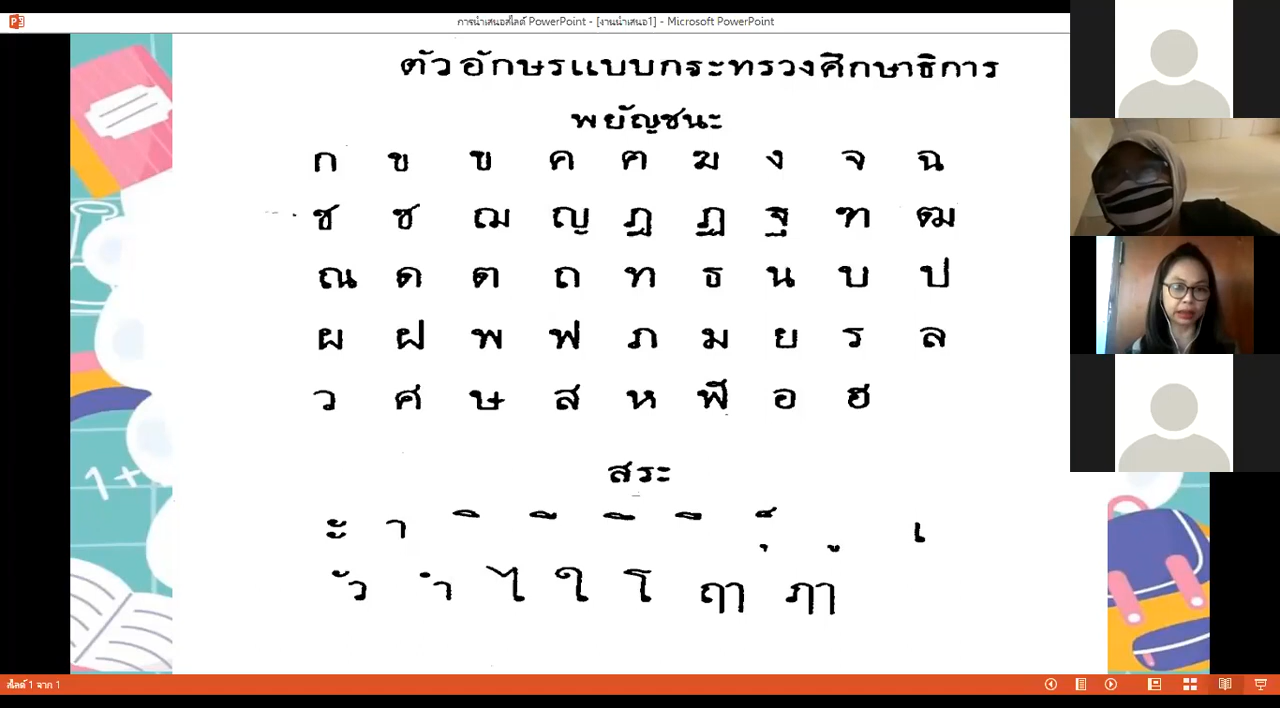 การนำเสนอสไลด์ PowerPoint - [งานนำเสนอ1] - Microsoft PowerPoint
ตัวอักษรแบบกระทรวงศึกษาธิการ
พยัญชนะ
ก ข ฃ ค ฅ ฆ ง จ ฉ
ช ซ ฌ ญ ฎ ฏ ฐ ฑ ฒ
ณ ด ต ถ ท ธ น บ ป
ผ ฝ พ ฟ ภ ม ย ร ล
ว ศ ษ ส ห ฬ อ ฮ
สระ
ะ า ิ ี ึ ื ็ ุ ู เ
ัว ำ ไ ใ โ ฤๅ ฦๅ
1+
สไลด์ 1 จาก 1